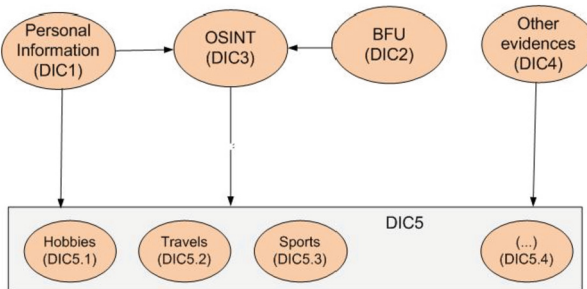 Personal
Information
(DIC1)
OSINT
(DIC3)
BFU
(DIC2)
Other
evidences
(DIC4)
DIC5
Hobbies
(DIC5.1)
Travels
(DIC5.2)
Sports
(DIC5.3)
(...)
(DIC5.4)